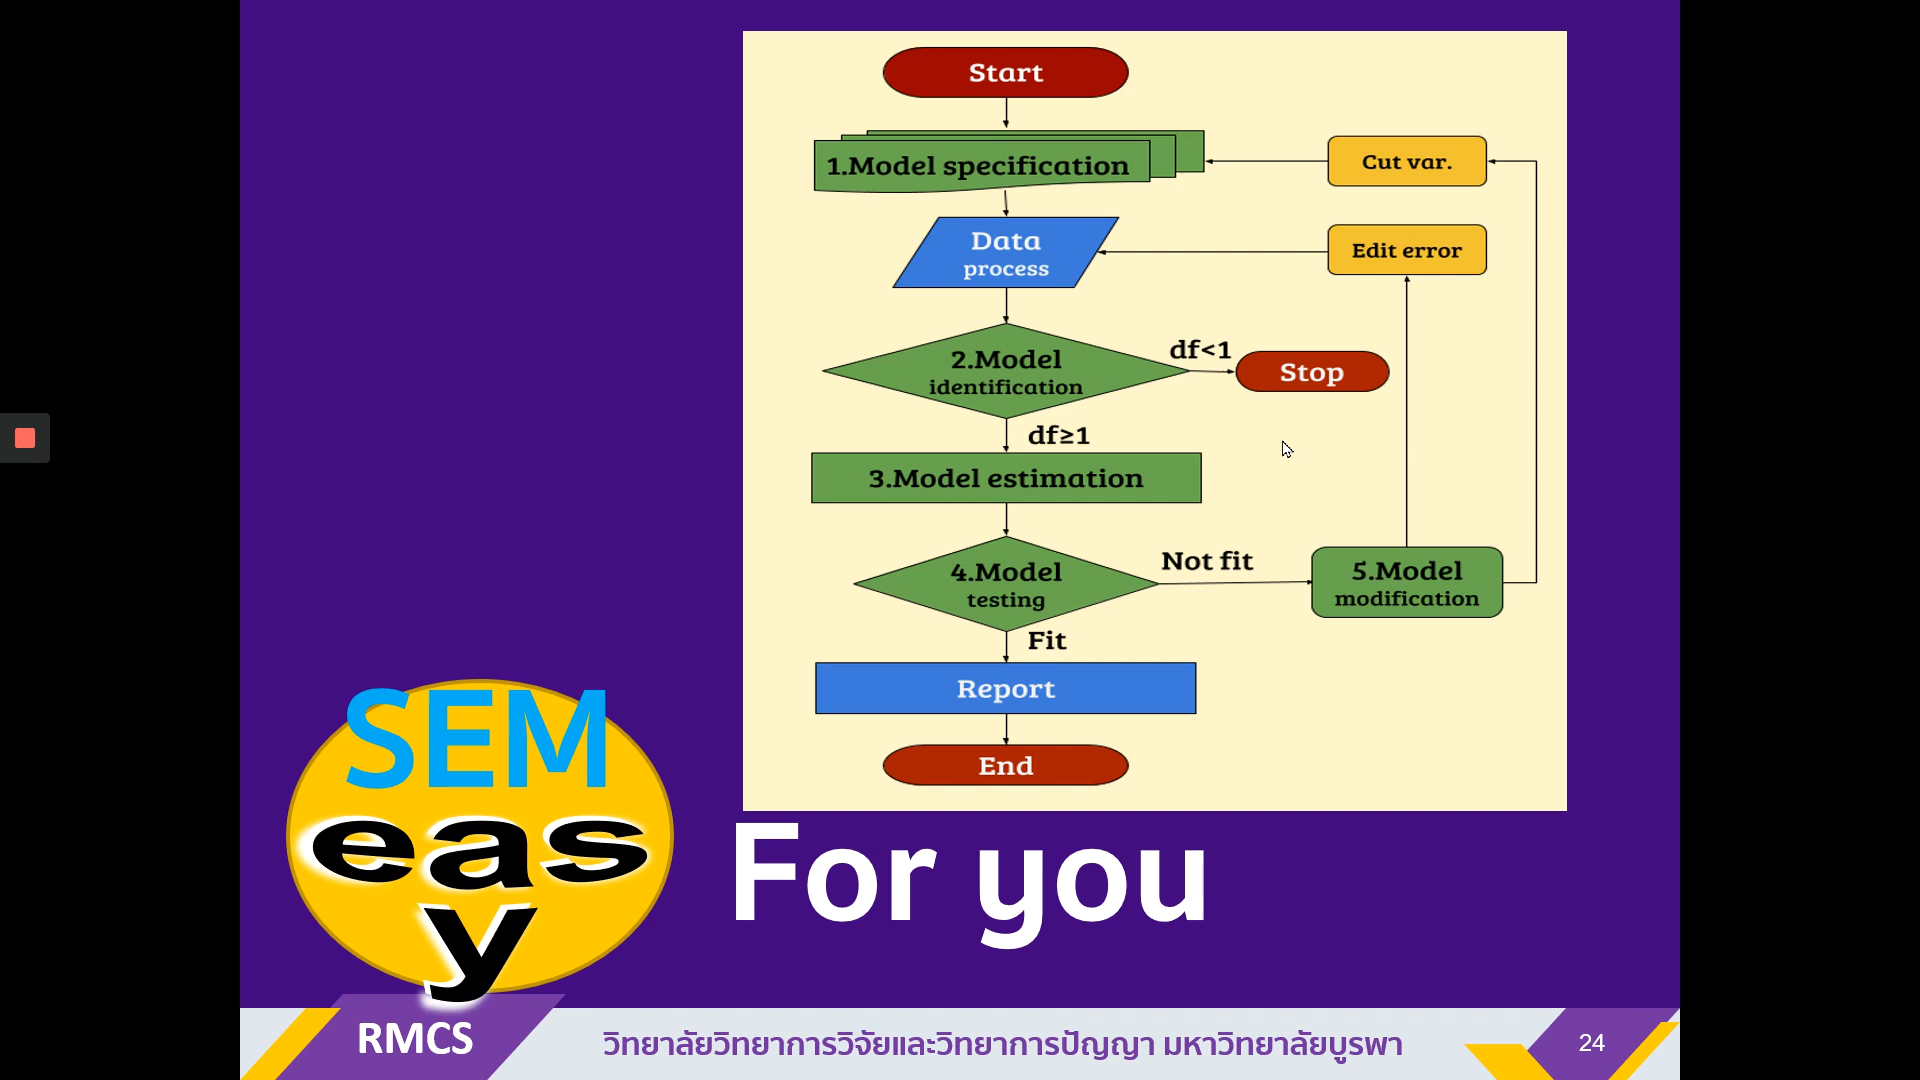 Start
1.Model specification
Cut var.
Data
process
Edit error
2.Model
identification
df<1
Stop
df≥1
3.Model estimation
4.Model
testing
Not fit
5.Model
modification
Fit
Report
End
SEM
eas
y
For you
RMCS
วิทยาลัยวิทยาการวิจัยและวิทยาการปัญญา มหาวิทยาลัยบูรพา
24